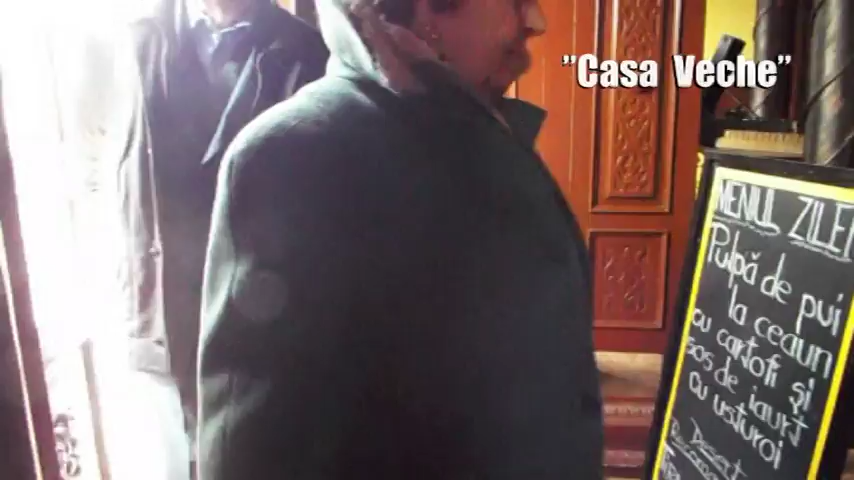 "Casa Veche"
MENIUL ZILEI
Pulpă de pui
la ceaun
cu cartofi și
sos de iaurt
cu usturoi
Desert